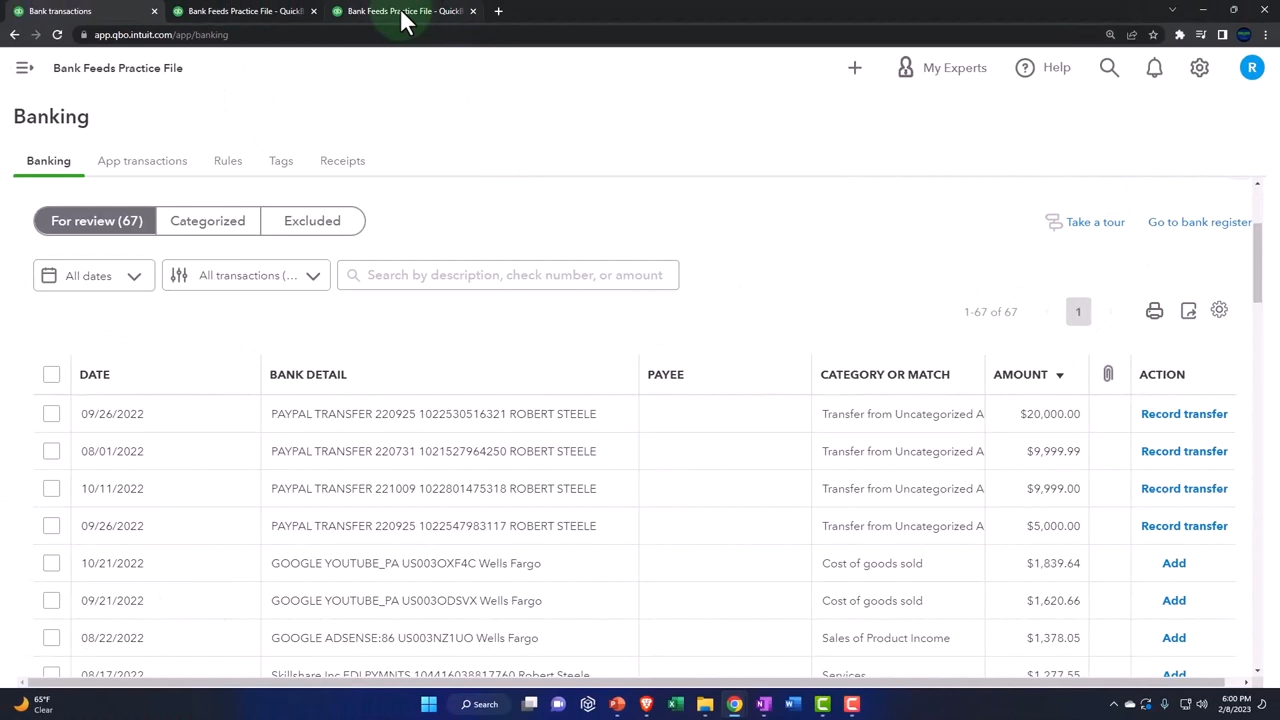 Bank transactions
Bank Feeds Practice File - QuickB
Bank Feeds Practice File - QuickB
app.qbo.intuit.com/app/banking
Bank Feeds Practice File
My Experts
Help
R
Banking
Banking App transactions Rules Tags Receipts
For review (67) Categorized Excluded
Take a tour Go to bank register
All dates All transactions (... Search by description, check number, or amount
1-67 of 67 1
DATE BANK DETAIL PAYEE CATEGORY OR MATCH AMOUNT ACTION
09/26/2022 PAYPAL TRANSFER 220925 1022530516321 ROBERT STEELE Transfer from Uncategorized A $20,000.00 Record transfer
08/01/2022 PAYPAL TRANSFER 220731 1021527964250 ROBERT STEELE Transfer from Uncategorized A $9,999.99 Record transfer
10/11/2022 PAYPAL TRANSFER 221009 1022801475318 ROBERT STEELE Transfer from Uncategorized A $9,999.00 Record transfer
09/26/2022 PAYPAL TRANSFER 220925 1022547983117 ROBERT STEELE Transfer from Uncategorized A $5,000.00 Record transfer
10/21/2022 GOOGLE YOUTUBE_PA US003OXF4C Wells Fargo Cost of goods sold $1,839.64 Add
09/21/2022 GOOGLE YOUTUBE_PA US003ODSVX Wells Fargo Cost of goods sold $1,620.66 Add
08/22/2022 GOOGLE ADSENSE:86 US003NZ1UO Wells Fargo Sales of Product Income $1,378.05 Add
08/17/2022 Skillshare Inc EDI PYMNTS 104416038817760 Robert Steele Services $1,277.55 Add
65°F
Clear
Search
6:00 PM
2/8/2023